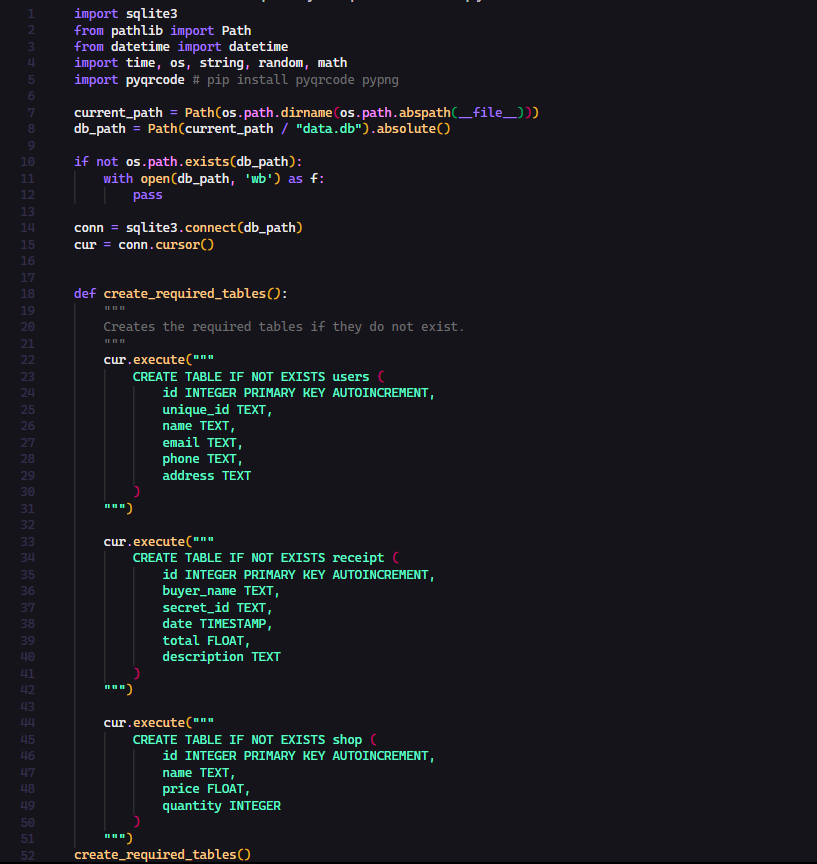 1 import sqlite3
2 from pathlib import Path
3 from datetime import datetime
4 import time, os, string, random, math
5 import pyqrcode # pip install pyqrcode pypng
6
7 current_path = Path(os.path.dirname(os.path.abspath(__file__)))
8 db_path = Path(current_path / "data.db").absolute()
9
10 if not os.path.exists(db_path):
11     with open(db_path, 'wb') as f:
12         pass
13
14 conn = sqlite3.connect(db_path)
15 cur = conn.cursor()
16
17
18 def create_required_tables():
19     """
20     Creates the required tables if they do not exist.
21     """
22     cur.execute("""
23         CREATE TABLE IF NOT EXISTS users (
24             id INTEGER PRIMARY KEY AUTOINCREMENT,
25             unique_id TEXT,
26             name TEXT,
27             email TEXT,
28             phone TEXT,
29             address TEXT
30         )
31     """)
32
33     cur.execute("""
34         CREATE TABLE IF NOT EXISTS receipt (
35             id INTEGER PRIMARY KEY AUTOINCREMENT,
36             buyer_name TEXT,
37             secret_id TEXT,
38             date TIMESTAMP,
39             total FLOAT,
40             description TEXT
41         )
42     """)
43
44     cur.execute("""
45         CREATE TABLE IF NOT EXISTS shop (
46             id INTEGER PRIMARY KEY AUTOINCREMENT,
47             name TEXT,
48             price FLOAT,
49             quantity INTEGER
50         )
51     """)
52 create_required_tables()